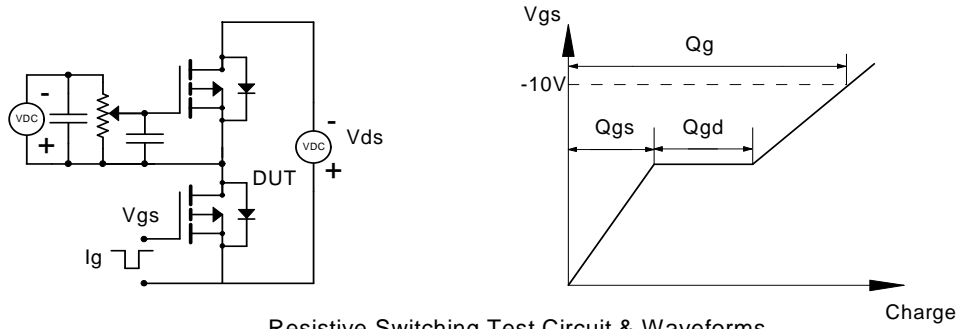 Vgs
Qg
-10V
Qgs
Qgd
Charge
-
VDC
+
-
VDC
Vds
+
DUT
Vgs
Ig
Resistive Switching Test Circuit & Waveforms